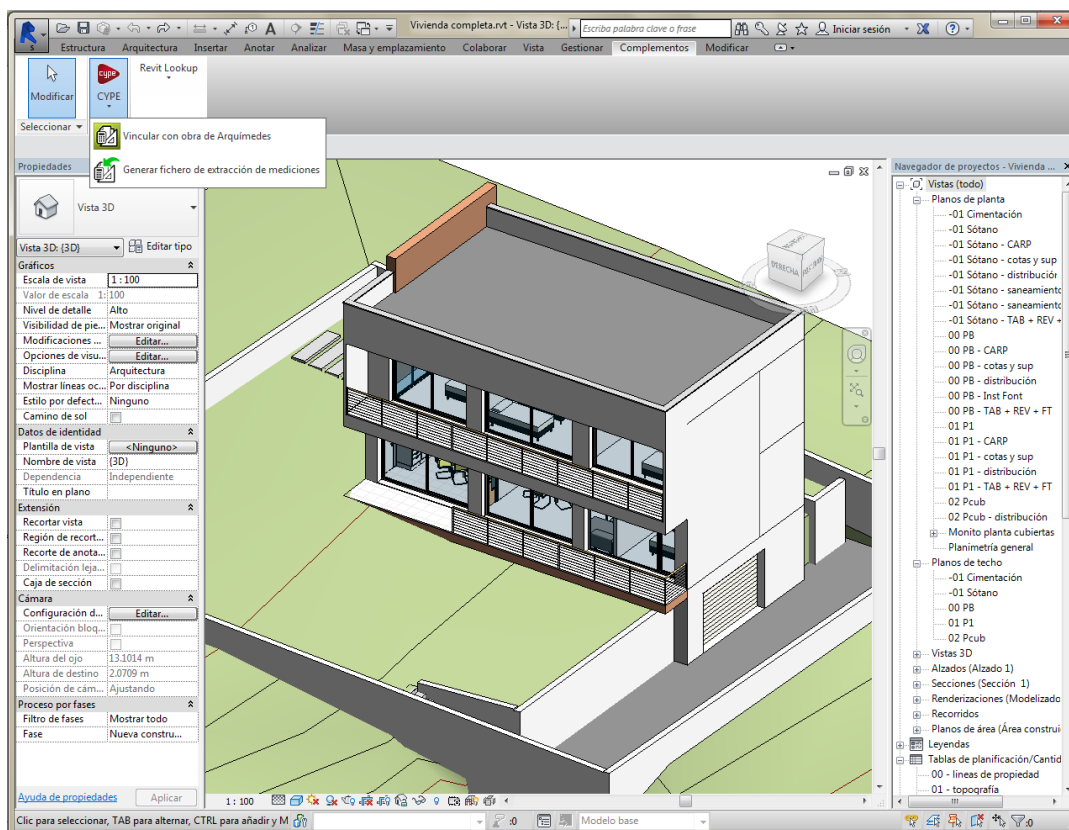 Vivienda completa.rvt - Vista 3D: {...
Escriba palabra clave o frase
Iniciar sesión
S
Estructura Arquitectura Insertar Anotar Analizar Masa y emplazamiento Colaborar Vista Gestionar Complementos Modificar
Modificar
CYPE
CYPE
Revit Lookup
Seleccionar
Vincular con obra de Arquímedes
Generar fichero de extracción de mediciones
Propiedades
Vista 3D
Vista 3D: {3D}
Editar tipo
Gráficos
Escala de vista 1 : 100
Valor de escala 1: 100
Nivel de detalle Alto
Visibilidad de pie... Mostrar original
Modificaciones ... Editar...
Opciones de visu... Editar...
Disciplina Arquitectura
Mostrar líneas oc... Por disciplina
Estilo por defect... Ninguno
Camino de sol
Datos de identidad
Plantilla de vista <Ninguno>
Nombre de vista {3D}
Dependencia Independiente
Título en plano
Extensión
Recortar vista
Región de recort...
Recorte de anota...
Delimitación leja...
Caja de sección
Cámara
Configuración d... Editar...
Orientación bloq...
Perspectiva
Altura del ojo 13.1014 m
Altura de destino 2.0709 m
Posición de cám... Ajustando
Proceso por fases
Filtro de fases Mostrar todo
Fase Nueva constru...
Ayuda de propiedades
Aplicar
DERECHA
1 : 100
Navegador de proyectos - Vivienda ...
Vistas (todo)
Planos de planta
-01 Cimentación
-01 Sótano
-01 Sótano - CARP
-01 Sótano - cotas y sup
-01 Sótano - distribución
-01 Sótano - saneamiento
-01 Sótano - saneamiento
-01 Sótano - TAB + REV +
00 PB
00 PB - CARP
00 PB - cotas y sup
00 PB - distribución
00 PB - Inst Font
00 PB - TAB + REV + FT
01 P1
01 P1 - CARP
01 P1 - cotas y sup
01 P1 - distribución
01 P1 - TAB + REV + FT
02 Pcub
02 Pcub - distribución
Monito planta cubiertas
Planimetría general
Planos de techo
-01 Cimentación
-01 Sótano
00 PB
01 P1
02 Pcub
Vistas 3D
Alzados (Alzado 1)
Secciones (Sección 1)
Renderizaciones (Modelizado
Recorridos
Planos de área (Área construi
Leyendas
Tablas de planificación/Cantid
00 - lineas de propiedad
01 - topografía
Clic para seleccionar, TAB para alternar, CTRL para añadir y M
:0
Modelo base
:0